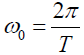 ω₀ = 2π / T